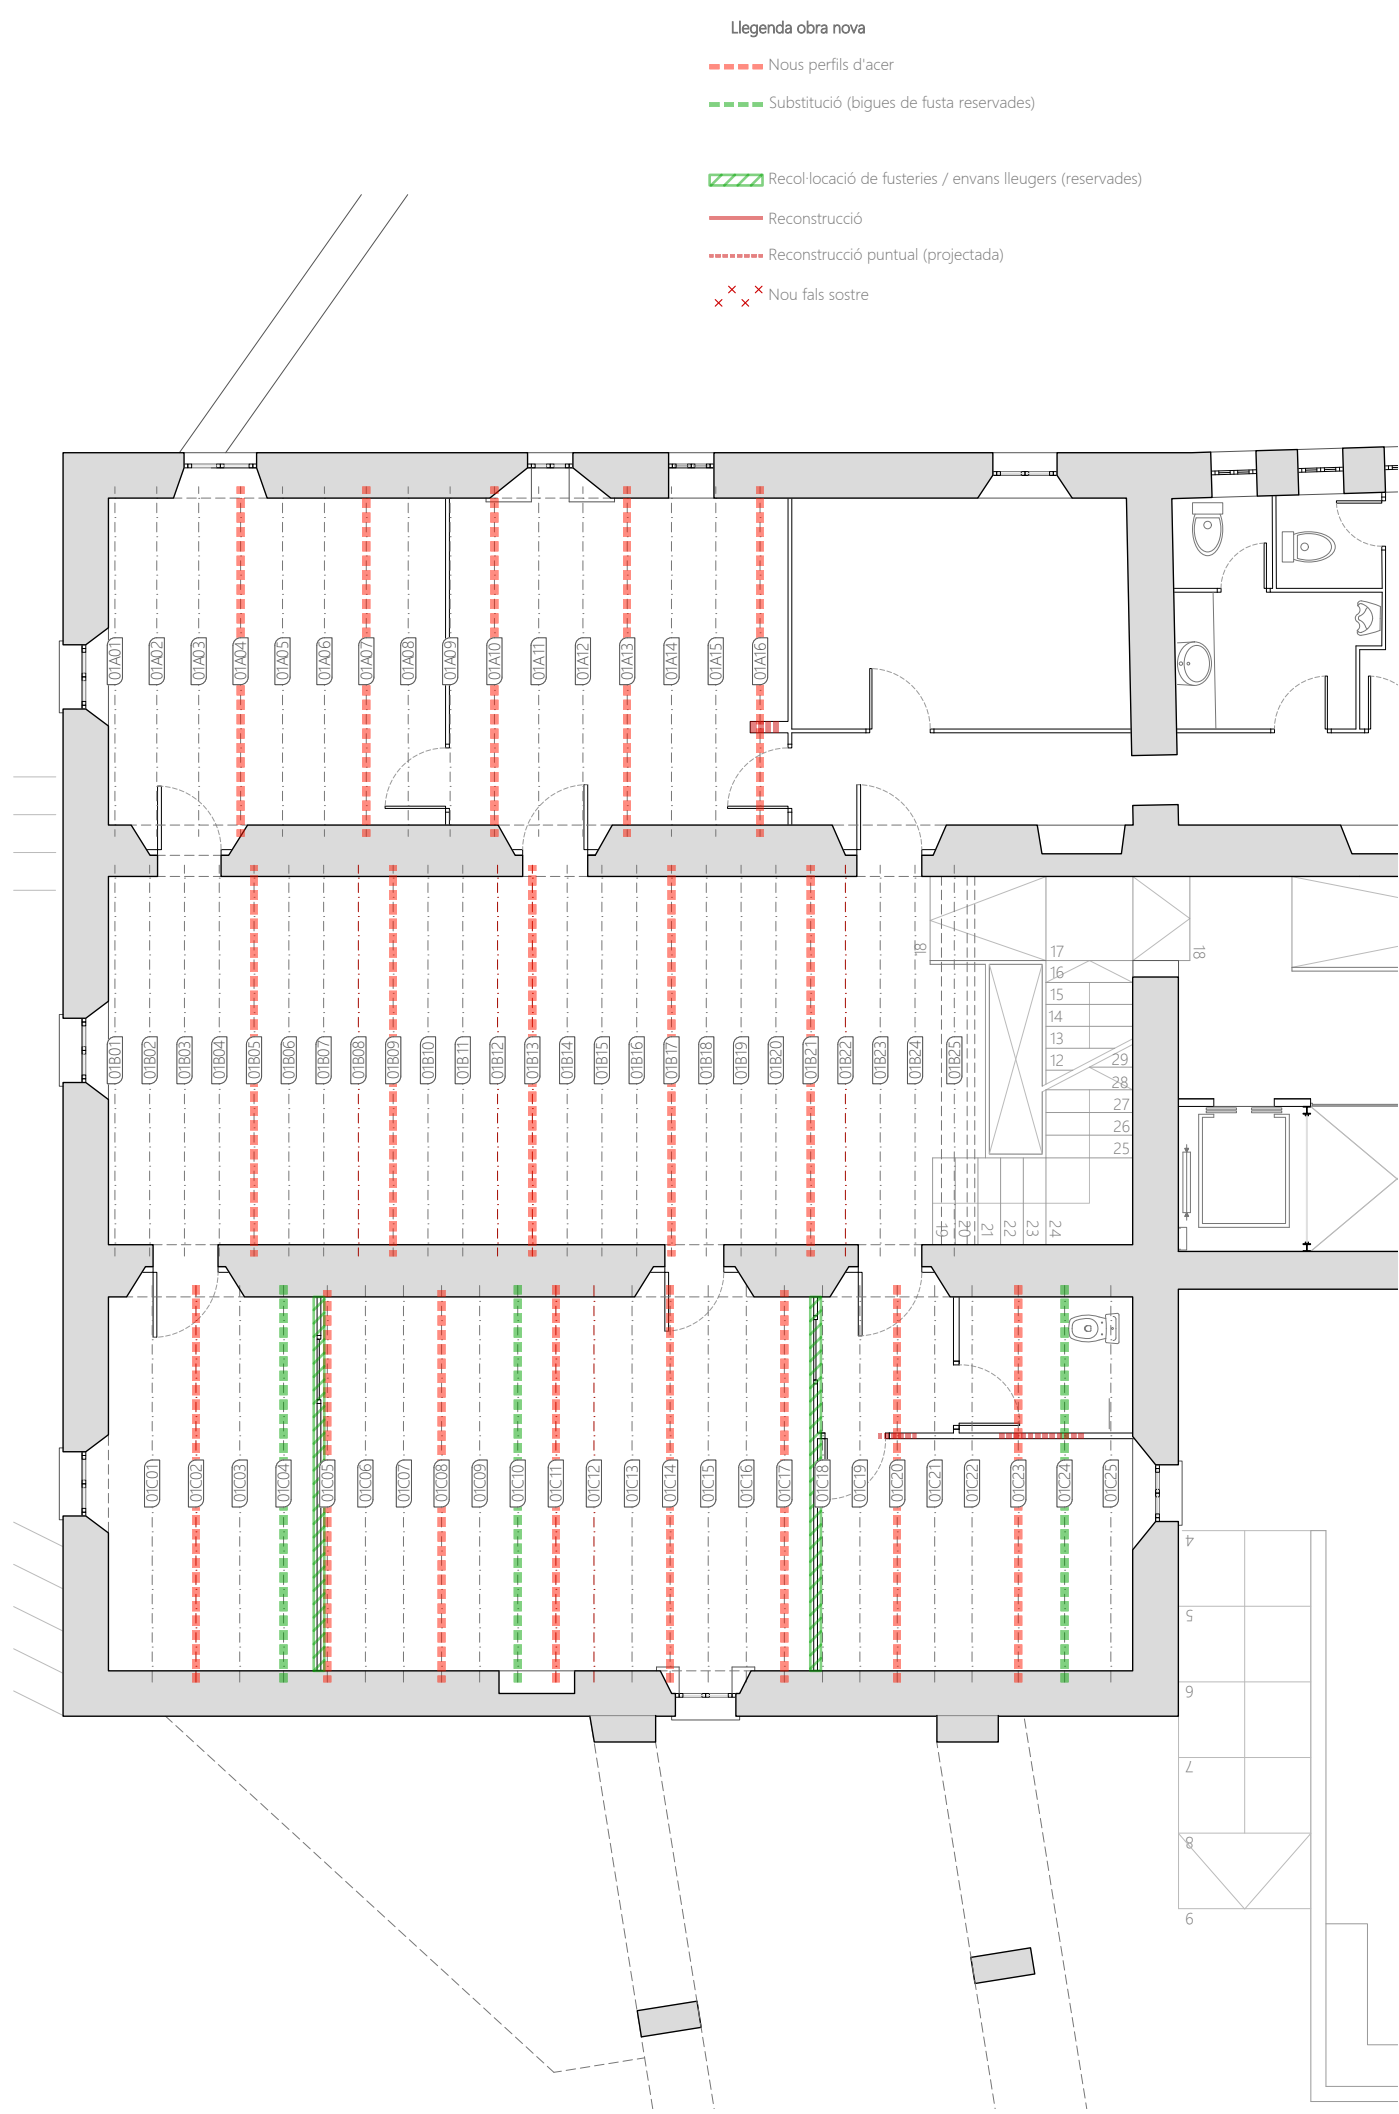 Llegenda obra nova
Nous perfils d'acer
Substitució (bigues de fusta reservades)
Recol·locació de fusteries / envans lleugers (reservades)
Reconstrucció
Reconstrucció puntual (projectada)
Nou fals sostre
01A01 01A02 01A03 01A04 01A05 01A06 01A07 01A08 01A09 01A10 01A11 01A12 01A13 01A14 01A15 01A16
18 17 18
16
15
14
13
12 29
28
27
26
25
01B01 01B02 01B03 01B04 01B05 01B06 01B07 01B08 01B09 01B10 01B11 01B12 01B13 01B14 01B15 01B16 01B17 01B18 01B19 01B20 01B21 01B22 01B23 01B24 01B25
19 20 21 22 23 24
01C01 01C02 01C03 01C04 01C05 01C06 01C07 01C08 01C09 01C10 01C11 01C12 01C13 01C14 01C15 01C16 01C17 01C18 01C19 01C20 01C21 01C22 01C23 01C24 01C25
4
5
6
7
8
9